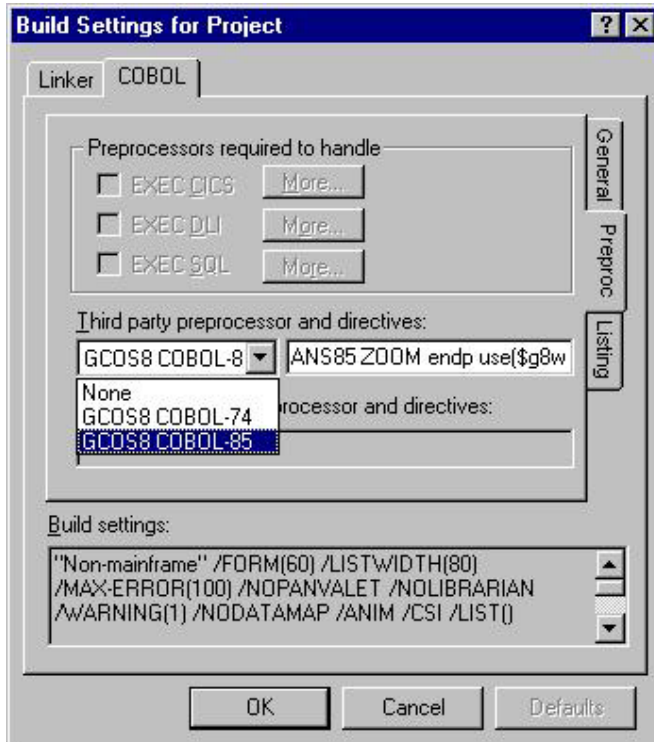 Build Settings for Project
Linker
COBOL
General
Preproc
Listing
Preprocessors required to handle
EXEC CICS More...
EXEC DLI More...
EXEC SQL More...
Third party preprocessor and directives:
GCOS8 COBOL-8 ANS85 ZOOM endp use($g8w
None
GCOS8 COBOL-74
GCOS8 COBOL-85
processor and directives:
Build settings:
"Non-mainframe" /FORM(60) /LISTWIDTH(80)
/MAX-ERROR(100) /NOPANVALET /NOLIBRARIAN
/WARNING(1) /NODATAMAP /ANIM /CSI /LIST()
OK Cancel Defaults